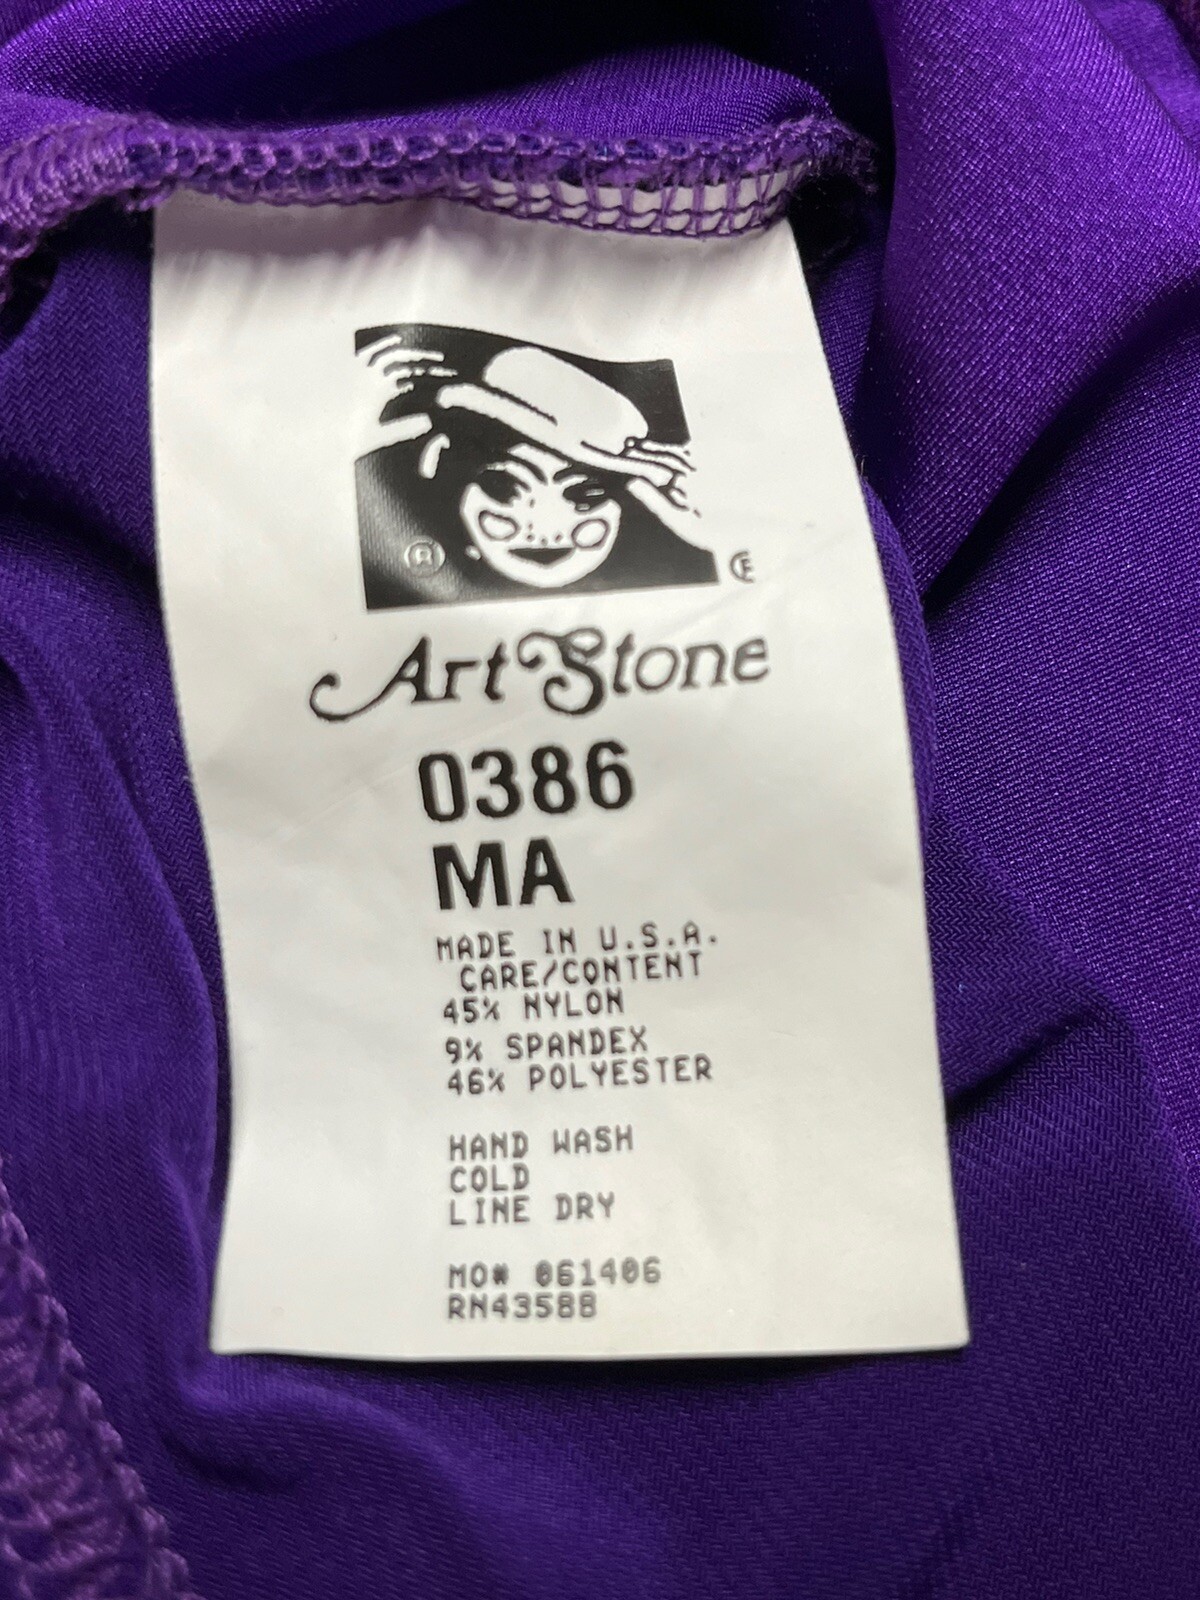 ®
ArtStone
0386
MA
MADE IN U.S.A.
CARE/CONTENT
45% NYLON
9% SPANDEX
46% POLYESTER
HAND WASH
COLD
LINE DRY
MO# 061406
RN43588